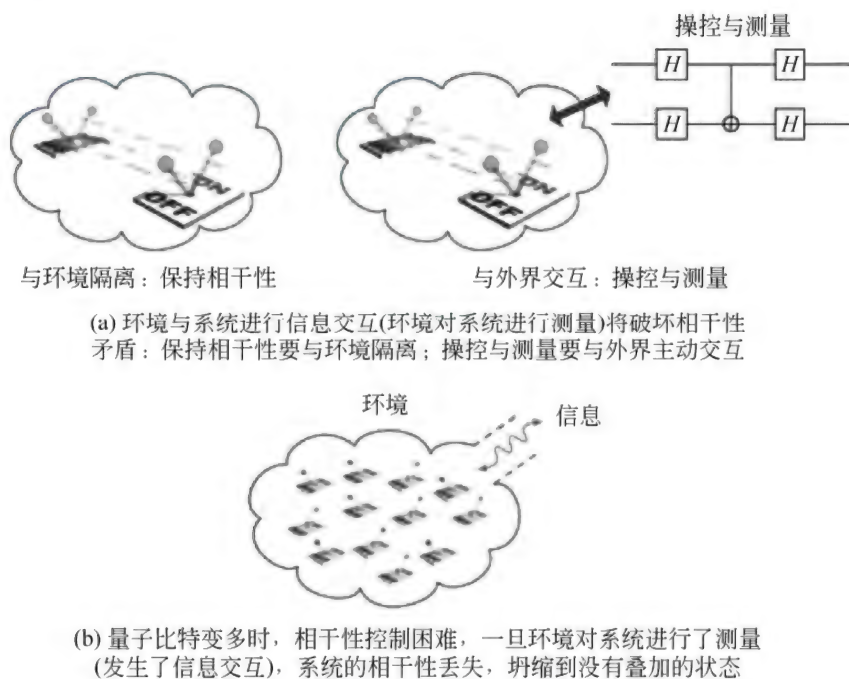 操控与测量
H
H
H
H
ON
OFF
ON
OFF
与环境隔离：保持相干性
与外界交互：操控与测量
(a) 环境与系统进行信息交互(环境对系统进行测量)将破坏相干性
矛盾：保持相干性要与环境隔离；操控与测量要与外界主动交互
环境
信息
(b) 量子比特变多时，相干性控制困难，一旦环境对系统进行了测量
(发生了信息交互)，系统的相干性丢失，坍缩到没有叠加的状态